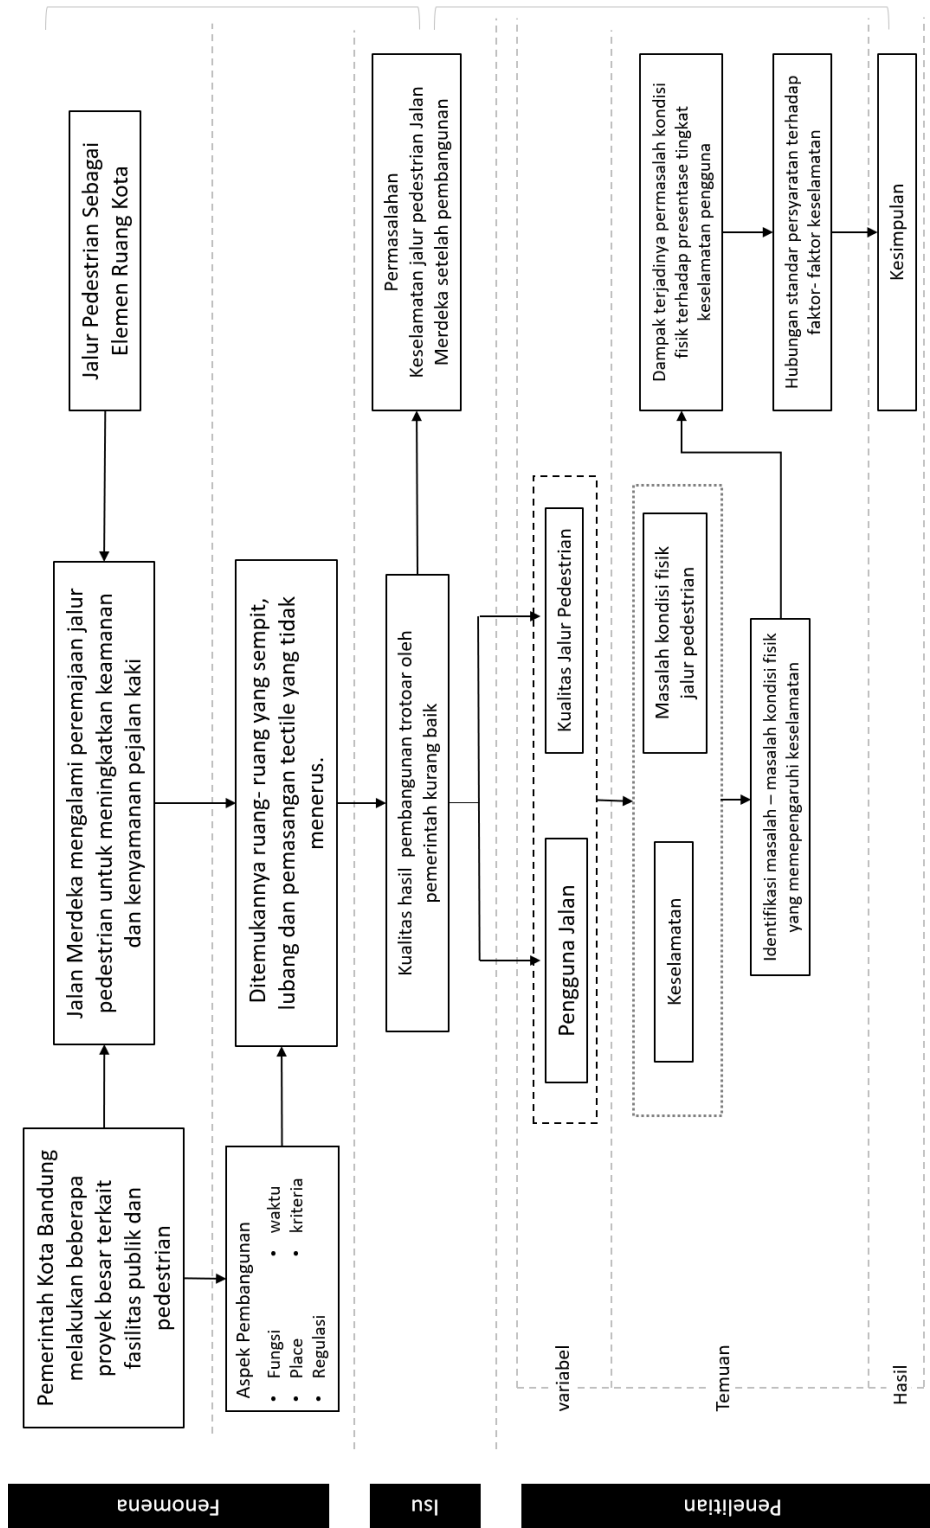 Fenomena
Pemerintah Kota Bandung
melakukan beberapa
proyek besar terkait
fasilitas publik dan
pedestrian
Jalan Merdeka mengalami peremajaan jalur
pedestrian untuk meningkatkan keamanan
dan kenyamanan pejalan kaki
Jalur Pedestrian Sebagai
Elemen Ruang Kota
Aspek Pembangunan
• Fungsi
• Place
• Regulasi
• waktu
• kriteria
Ditemukannya ruang- ruang yang sempit,
lubang dan pemasangan tectile yang tidak
menerus.
Isu
Kualitas hasil pembangunan trotoar oleh
pemerintah kurang baik
Permasalahan
Keselamatan jalur pedestrian Jalan
Merdeka setelah pembangunan
Penelitian
variabel
Pengguna Jalan
Kualitas Jalur Pedestrian
Temuan
Keselamatan
Masalah kondisi fisik
jalur pedestrian
Identifikasi masalah – masalah kondisi fisik
yang memepengaruhi keselamatan
Dampak terjadinya permasalah kondisi
fisik terhadap presentase tingkat
keselamatan pengguna
Hubungan standar persyaratan terhadap
faktor- faktor keselamatan
Hasil
Kesimpulan